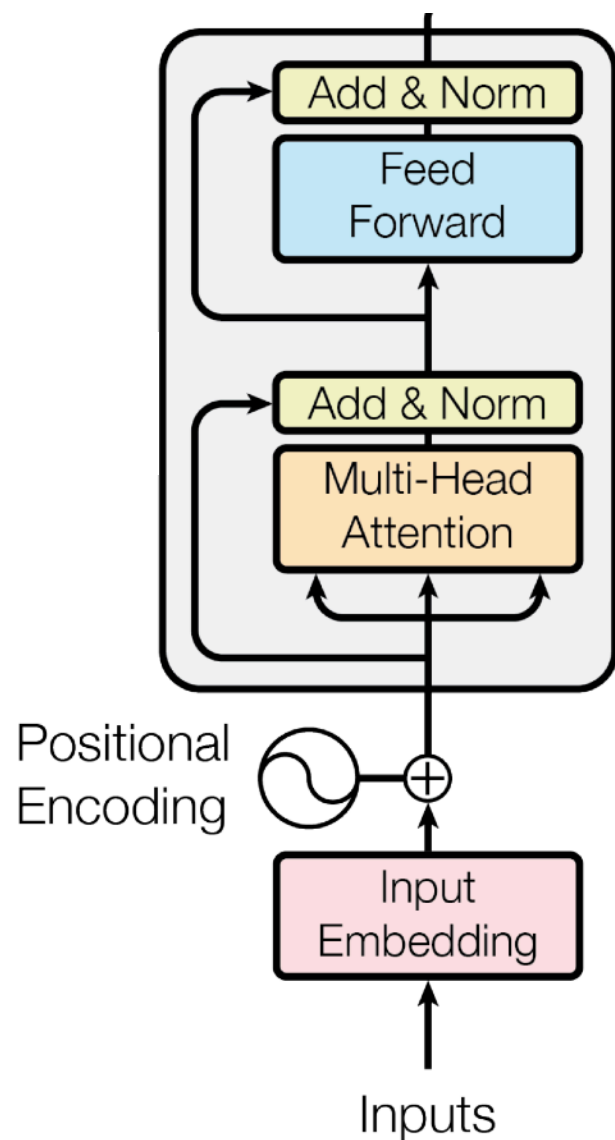 Add & Norm
Feed
Forward
Add & Norm
Multi-Head
Attention
Positional
Encoding
Input
Embedding
Inputs